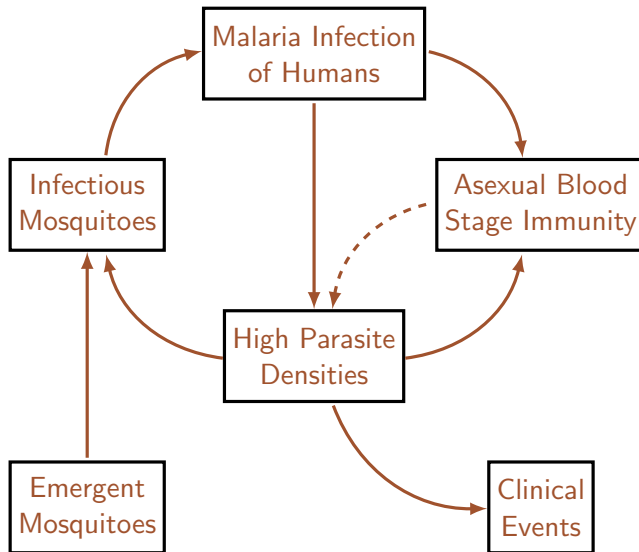 Malaria Infection
of Humans
Infectious
Mosquitoes
Asexual Blood
Stage Immunity
High Parasite
Densities
Emergent
Mosquitoes
Clinical
Events